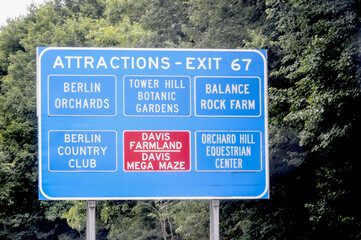 ATTRACTIONS - EXIT 67
BERLIN
ORCHARDS
TOWER HILL
BOTANIC
GARDENS
BALANCE
ROCK FARM
BERLIN
COUNTRY
CLUB
DAVIS
FARMLAND
DAVIS
MEGA MAZE
ORCHARD HILL
EQUESTRIAN
CENTER